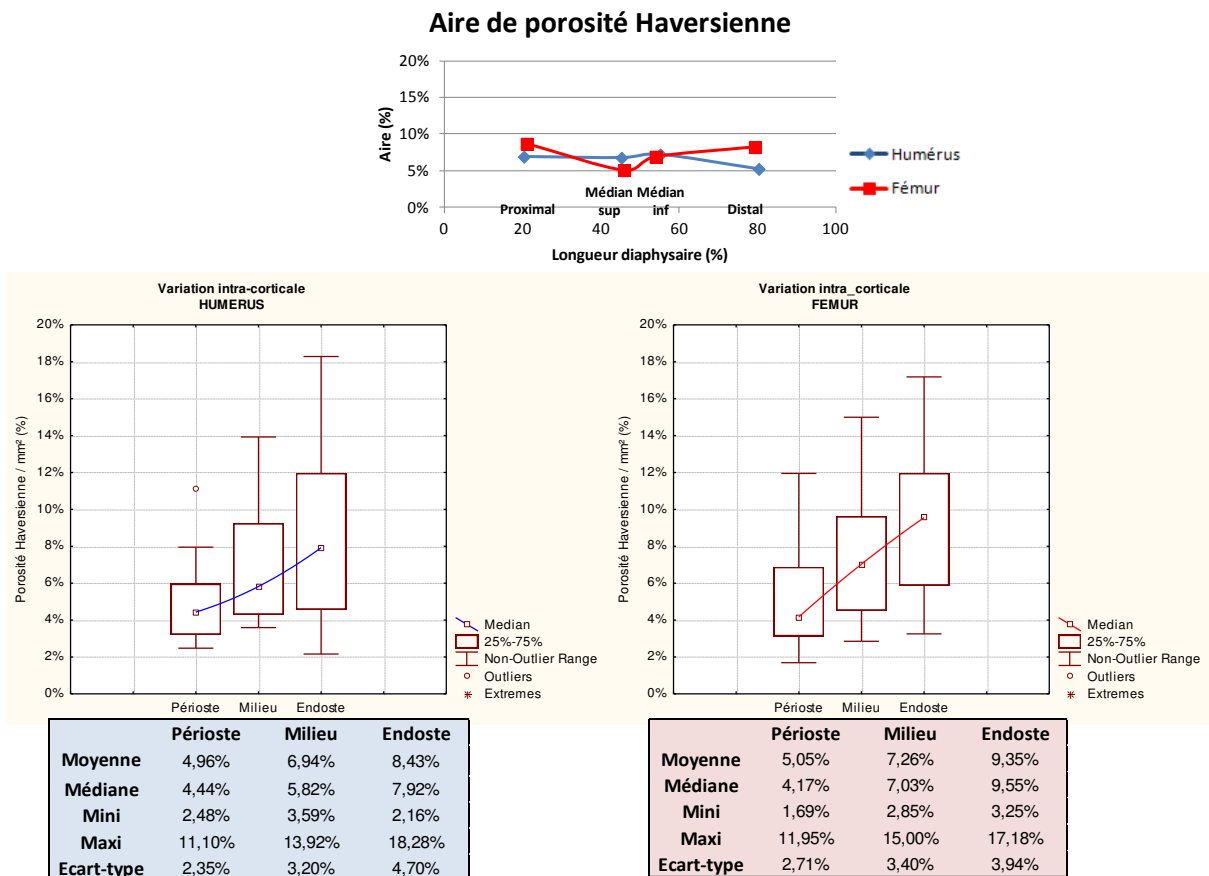 Aire de porosité Haversienne
20%
15%
10%
5%
0%
Aire (%)
Proximal
Médian sup
Médian inf
Distal
0 20 40 60 80 100
Longueur diaphysaire (%)
Humérus
Fémur
Variation intra-corticale
HUMERUS
Porosité Haversienne / mm² (%)
20%
18%
16%
14%
12%
10%
8%
6%
4%
2%
0%
Périoste Milieu Endoste
Median
25%-75%
Non-Outlier Range
Outliers
Extremes
Variation intra_corticale
FEMUR
Porosité Haversienne / mm² (%)
20%
18%
16%
14%
12%
10%
8%
6%
4%
2%
0%
Périoste Milieu Endoste
Median
25%-75%
Non-Outlier Range
Outliers
Extremes
Périoste Milieu Endoste
Moyenne 4,96% 6,94% 8,43%
Médiane 4,44% 5,82% 7,92%
Mini 2,48% 3,59% 2,16%
Maxi 11,10% 13,92% 18,28%
Ecart-type 2,35% 3,20% 4,70%
Périoste Milieu Endoste
Moyenne 5,05% 7,26% 9,35%
Médiane 4,17% 7,03% 9,55%
Mini 1,69% 2,85% 3,25%
Maxi 11,95% 15,00% 17,18%
Ecart-type 2,71% 3,40% 3,94%